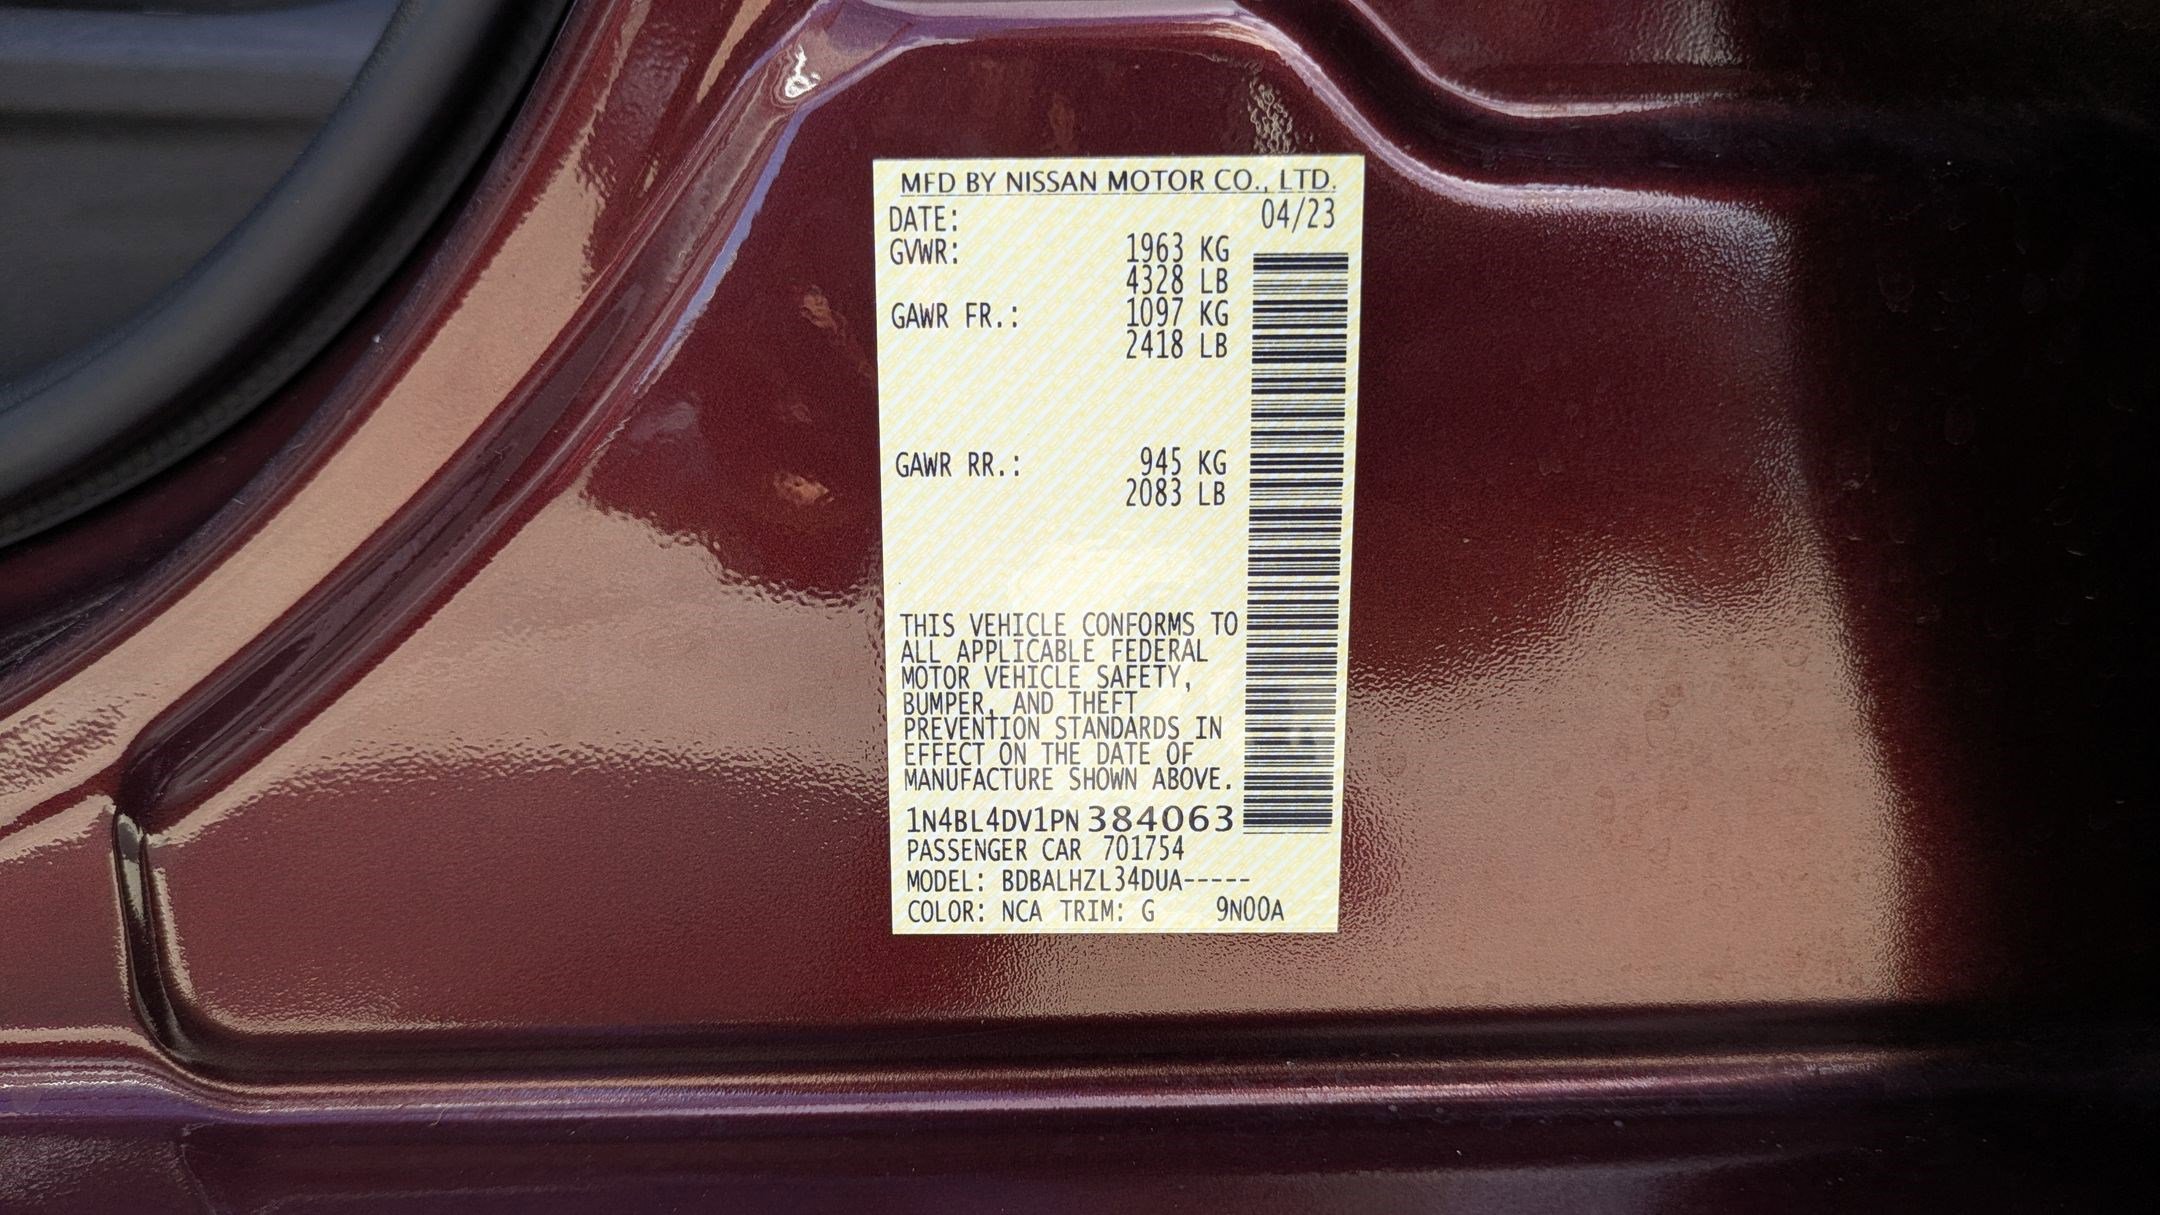 MFD BY NISSAN MOTOR CO., LTD.
DATE: 04/23
GVWR: 1963 KG
4328 LB
GAWR FR.: 1097 KG
2418 LB
GAWR RR.: 945 KG
2083 LB
THIS VEHICLE CONFORMS TO
ALL APPLICABLE FEDERAL
MOTOR VEHICLE SAFETY,
BUMPER, AND THEFT
PREVENTION STANDARDS IN
EFFECT ON THE DATE OF
MANUFACTURE SHOWN ABOVE.
1N4BL4DV1PN384063
PASSENGER CAR 701754
MODEL: BDBALHZL34DUA-----
COLOR: NCA TRIM: G 9N00A